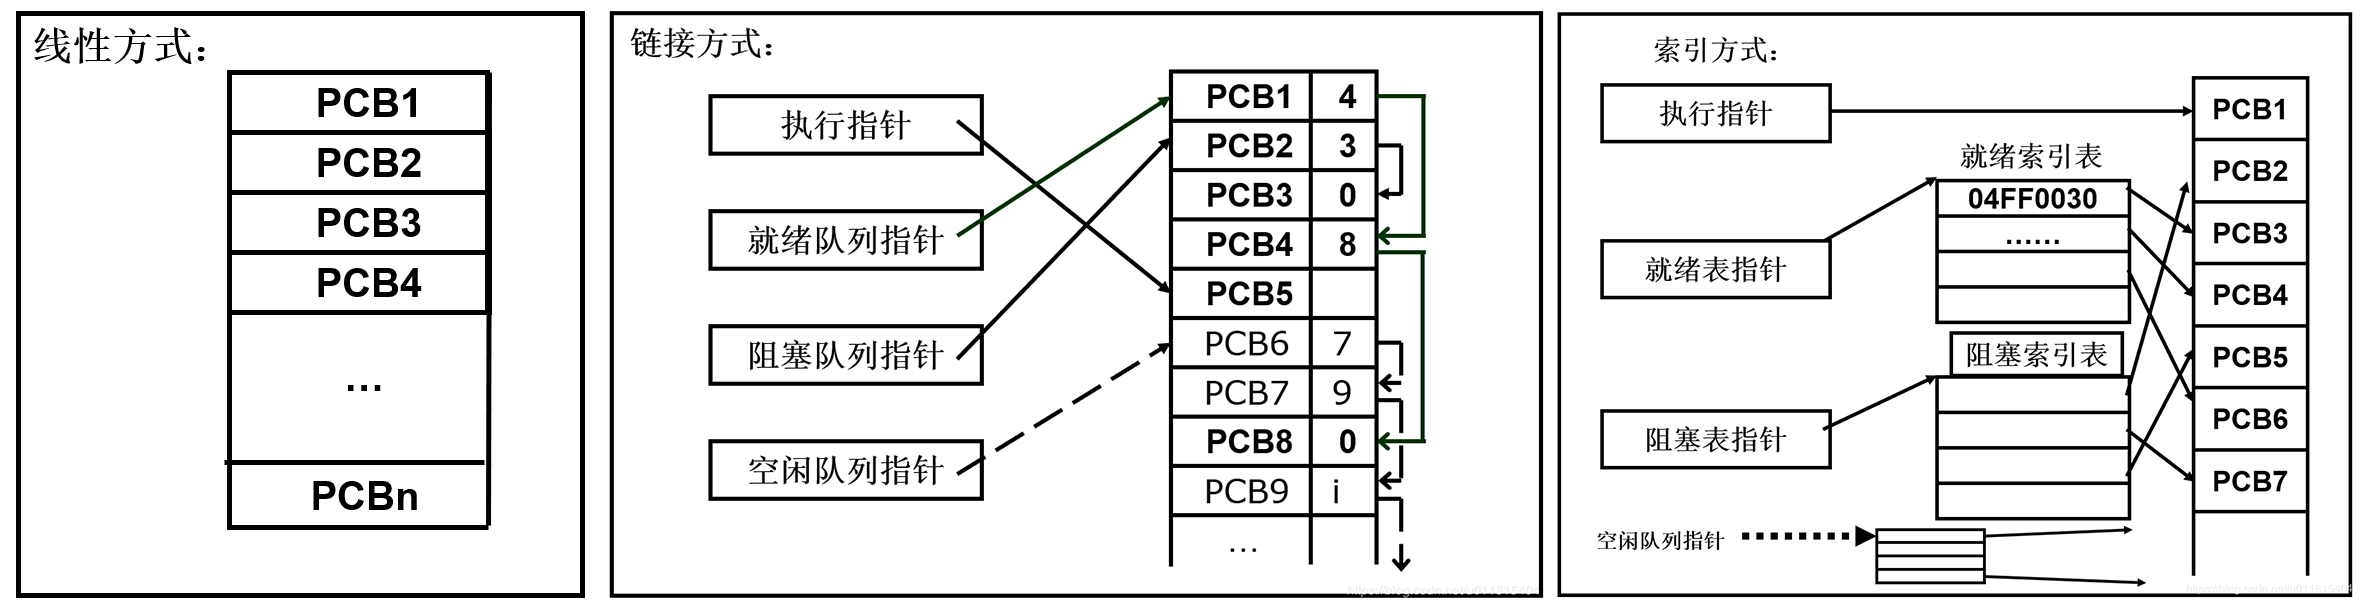 线性方式：
PCB1
PCB2
PCB3
PCB4
...
PCBn
链接方式：
执行指针
就绪队列指针
阻塞队列指针
空闲队列指针
PCB1 4
PCB2 3
PCB3 0
PCB4 8
PCB5
PCB6 7
PCB7 9
PCB8 0
PCB9 i
...
索引方式：
执行指针
就绪表指针
阻塞表指针
空闲队列指针
就绪索引表
04FF0030
......
阻塞索引表
PCB1
PCB2
PCB3
PCB4
PCB5
PCB6
PCB7